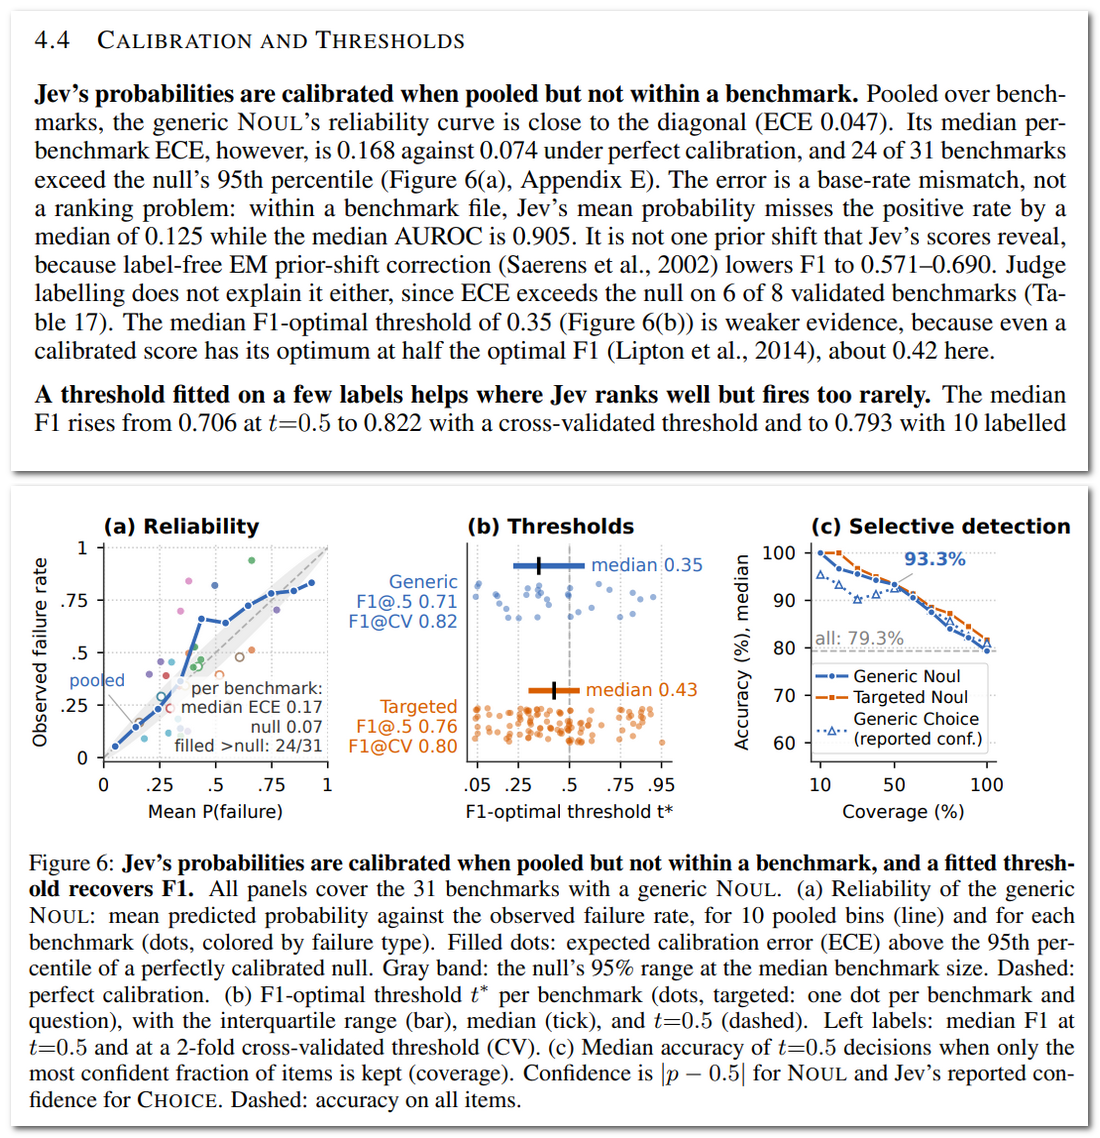 4.4 CALIBRATION AND THRESHOLDS
Jev's probabilities are calibrated when pooled but not within a benchmark. Pooled over bench-
marks, the generic NOUL's reliability curve is close to the diagonal (ECE 0.047). Its median per-
benchmark ECE, however, is 0.168 against 0.074 under perfect calibration, and 24 of 31 benchmarks
exceed the null's 95th percentile (Figure 6(a), Appendix E). The error is a base-rate mismatch, not
a ranking problem: within a benchmark file, Jev's mean probability misses the positive rate by a
median of 0.125 while the median AUROC is 0.905. It is not one prior shift that Jev's scores reveal,
because label-free EM prior-shift correction (Saerens et al., 2002) lowers F1 to 0.571–0.690. Judge
labelling does not explain it either, since ECE exceeds the null on 6 of 8 validated benchmarks (Ta-
ble 17). The median F1-optimal threshold of 0.35 (Figure 6(b)) is weaker evidence, because even a
calibrated score has its optimum at half the optimal F1 (Lipton et al., 2014), about 0.42 here.
A threshold fitted on a few labels helps where Jev ranks well but fires too rarely. The median
F1 rises from 0.706 at t=0.5 to 0.822 with a cross-validated threshold and to 0.793 with 10 labelled
(a) Reliability
Observed failure rate
1
.75
.5
.25
0
pooled
per benchmark:
median ECE 0.17
null 0.07
filled >null: 24/31
0 .25 .5 .75 1
Mean P(failure)
(b) Thresholds
Generic
F1@.5 0.71
F1@CV 0.82
median 0.35
Targeted
F1@.5 0.76
F1@CV 0.80
median 0.43
.05 .25 .5 .75 .95
F1-optimal threshold t*
(c) Selective detection
Accuracy (%), median
100
90
80
70
60
93.3%
all: 79.3%
Generic Noul
Targeted Noul
Generic Choice
(reported conf.)
10 50 100
Coverage (%)
Figure 6: Jev's probabilities are calibrated when pooled but not within a benchmark, and a fitted thresh-
old recovers F1. All panels cover the 31 benchmarks with a generic NOUL. (a) Reliability of the generic
NOUL: mean predicted probability against the observed failure rate, for 10 pooled bins (line) and for each
benchmark (dots, colored by failure type). Filled dots: expected calibration error (ECE) above the 95th per-
centile of a perfectly calibrated null. Gray band: the null's 95% range at the median benchmark size. Dashed:
perfect calibration. (b) F1-optimal threshold t* per benchmark (dots, targeted: one dot per benchmark and
question), with the interquartile range (bar), median (tick), and t=0.5 (dashed). Left labels: median F1 at
t=0.5 and at a 2-fold cross-validated threshold (CV). (c) Median accuracy of t=0.5 decisions when only the
most confident fraction of items is kept (coverage). Confidence is |p − 0.5| for NOUL and Jev's reported con-
fidence for CHOICE. Dashed: accuracy on all items.